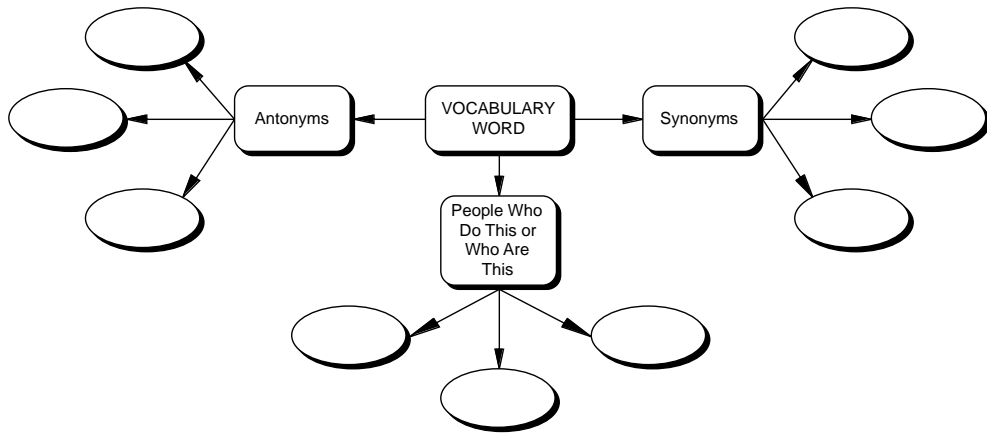 Antonyms
VOCABULARY
WORD
Synonyms
People Who
Do This or
Who Are
This